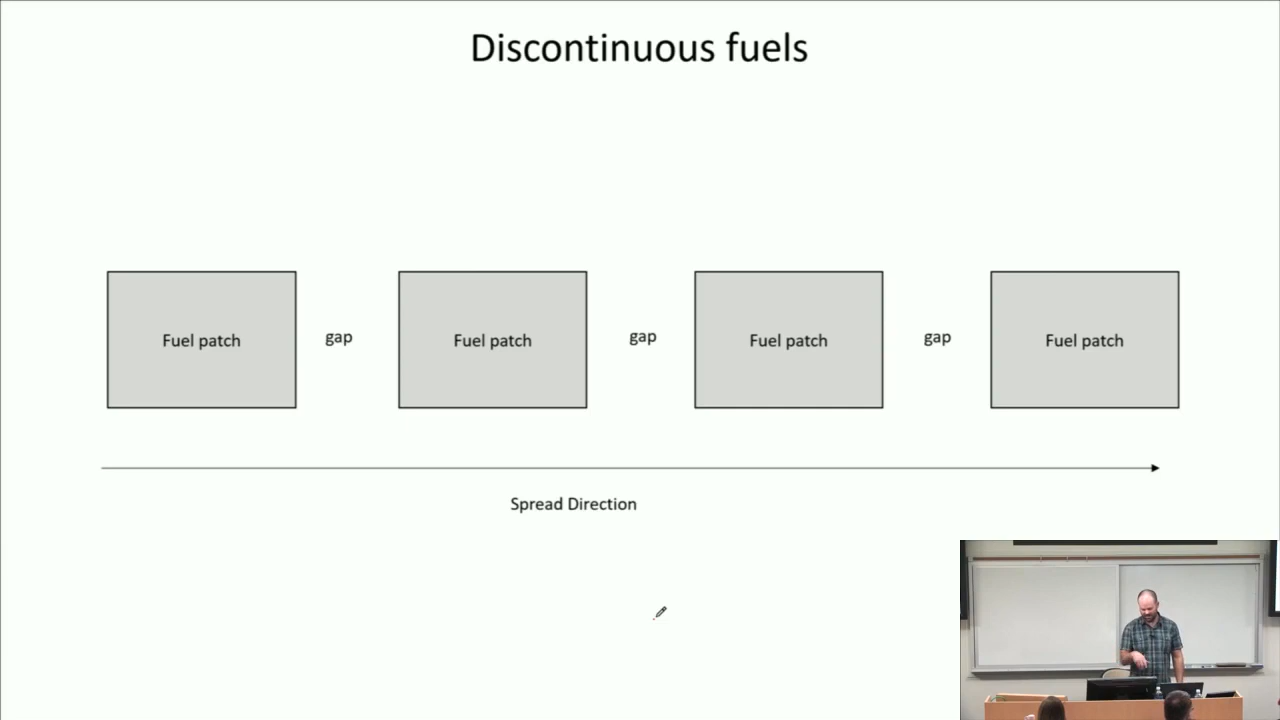 Discontinuous fuels
Fuel patch gap Fuel patch gap Fuel patch gap Fuel patch
Spread Direction